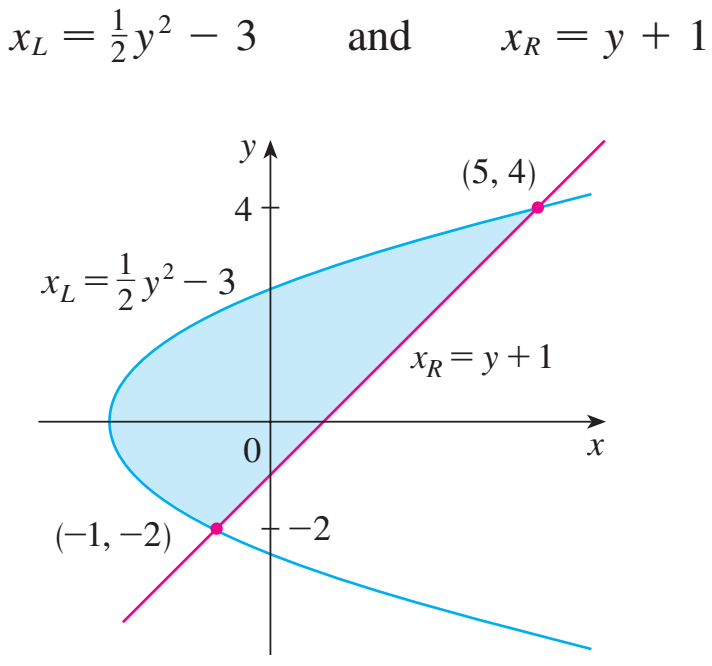 x_L = ½y² − 3 and x_R = y + 1
y
(5, 4)
4
x_L = ½y² − 3
x_R = y + 1
0
x
(−1, −2)
−2